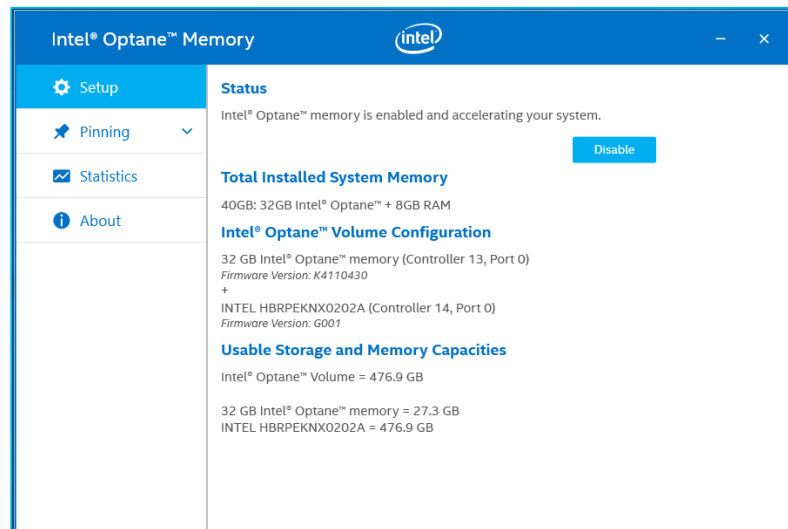 Intel® Optane™ Memory
intel
Setup
Pinning
Statistics
About
Status
Intel® Optane™ memory is enabled and accelerating your system.
Disable
Total Installed System Memory
40GB: 32GB Intel® Optane™ + 8GB RAM
Intel® Optane™ Volume Configuration
32 GB Intel® Optane™ memory (Controller 13, Port 0)
Firmware Version: K4110430
+
INTEL HBRPEKNX0202A (Controller 14, Port 0)
Firmware Version: G001
Usable Storage and Memory Capacities
Intel® Optane™ Volume = 476.9 GB
32 GB Intel® Optane™ memory = 27.3 GB
INTEL HBRPEKNX0202A = 476.9 GB